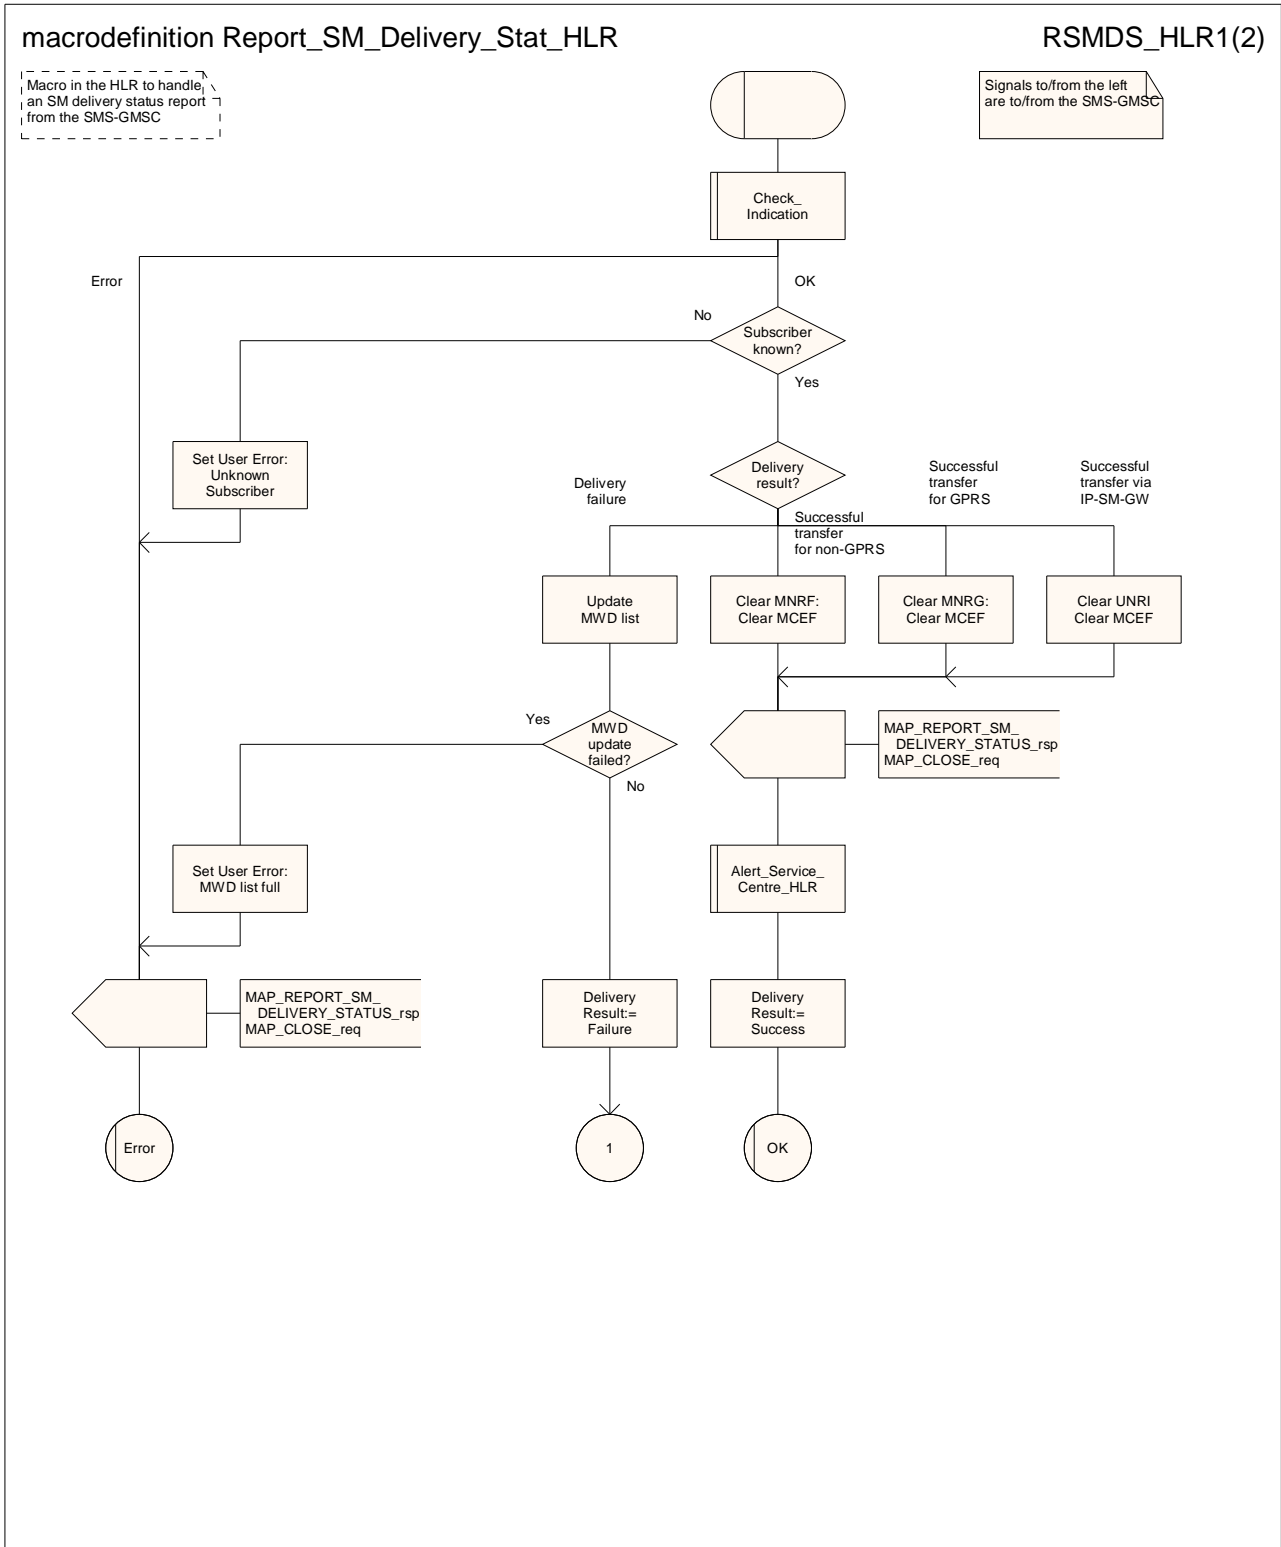 macrodefinition Report_SM_Delivery_Stat_HLR
RSMDS_HLR1(2)
Macro in the HLR to handle
an SM delivery status report
from the SMS-GMSC
Signals to/from the left
are to/from the SMS-GMSC
Check_
Indication
Error
OK
No
Subscriber
known?
Yes
Set User Error:
Unknown
Subscriber
Delivery
result?
Delivery
failure
Successful
transfer
for non-GPRS
Successful
transfer
for GPRS
Successful
transfer via
IP-SM-GW
Update
MWD list
Clear MNRF:
Clear MCEF
Clear MNRG:
Clear MCEF
Clear UNRI
Clear MCEF
Yes
MWD
update
failed?
No
MAP_REPORT_SM_
DELIVERY_STATUS_rsp
MAP_CLOSE_req
Set User Error:
MWD list full
Alert_Service_
Centre_HLR
MAP_REPORT_SM_
DELIVERY_STATUS_rsp
MAP_CLOSE_req
Delivery
Result:=
Failure
Delivery
Result:=
Success
Error
1
OK